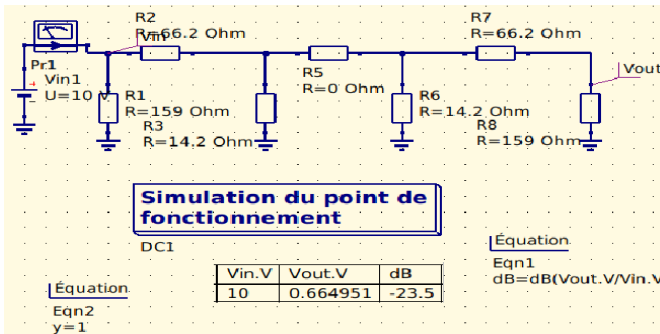 R2
R=66.2 Ohm
Vin
R7
R=66.2 Ohm
Pr1
Vin1
U=10 V
R5
R=0 Ohm
Vout
R1
R=159 Ohm
R3
R=14.2 Ohm
R6
R=14.2 Ohm
R8
R=159 Ohm
Simulation du point de
fonctionnement
DC1
Équation
Eqn1
dB=dB(Vout.V/Vin.V
Vin.V Vout.V dB
10 0.664951 -23.5
Équation
Eqn2
y=1